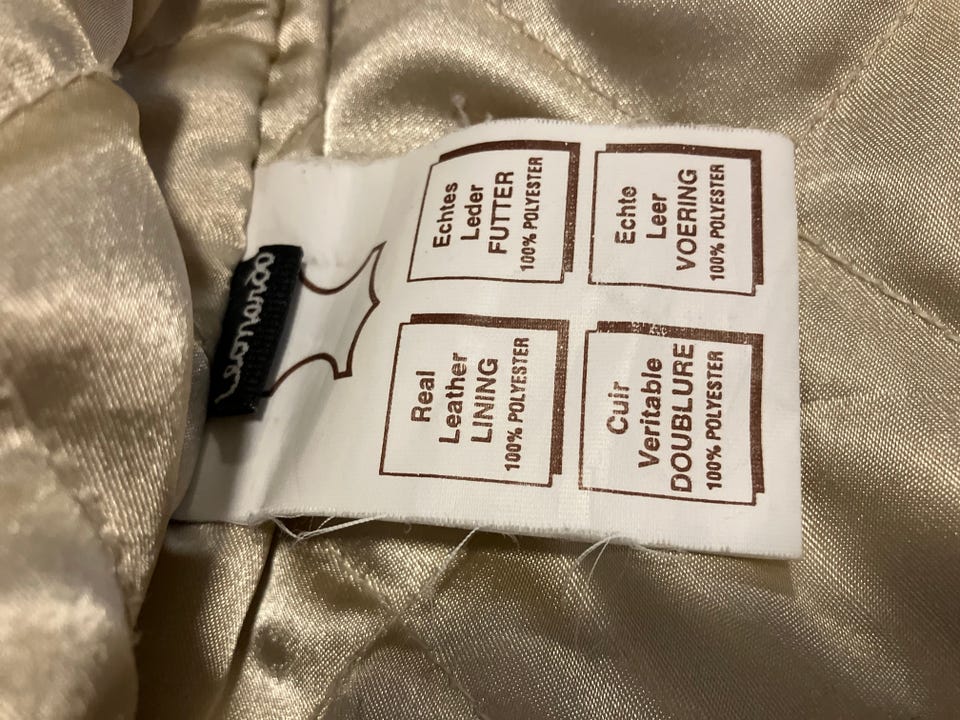 Leonardo
Echtes
Leder
FUTTER
100% POLYESTER
Echte
Leer
VOERING
100% POLYESTER
Real
Leather
LINING
100% POLYESTER
Cuir
Veritable
DOUBLURE
100% POLYESTER